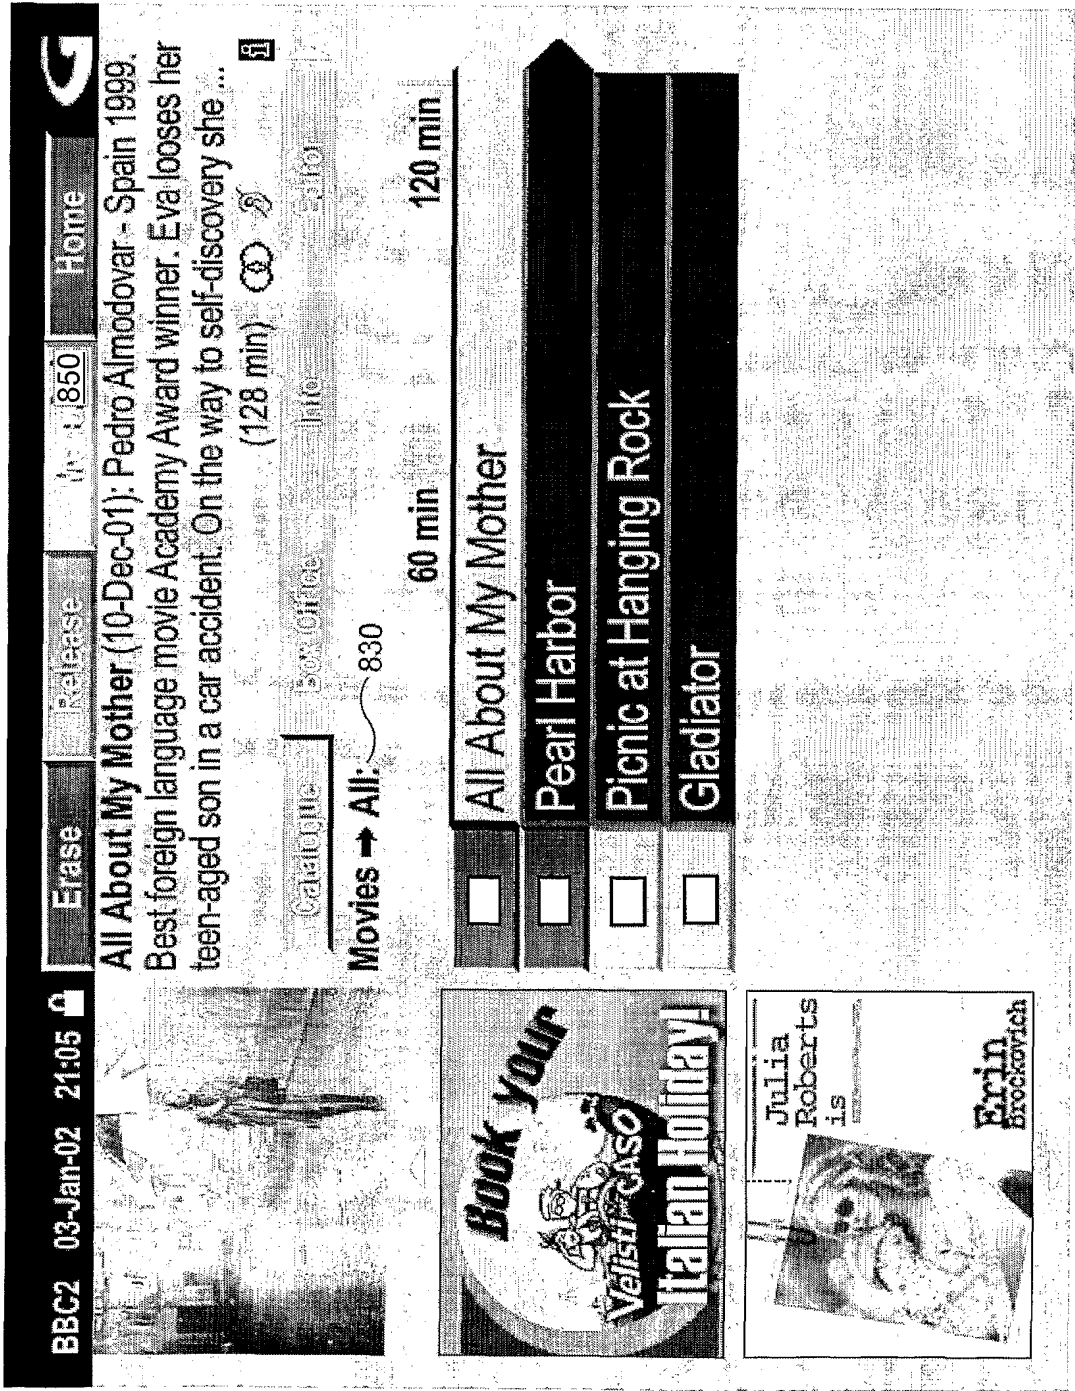 BBC2 03-Jan-02 21:05
Erase Release 850 Home
All About My Mother (10-Dec-01): Pedro Almodovar - Spain 1999.
Best foreign language movie Academy Award winner. Eva looses her
teen-aged son in a car accident. On the way to self-discovery she ...
(128 min) i
Catalogue Box Office Info Editor
Movies ➡ All: 830
60 min 120 min
All About My Mother
Pearl Harbor
Picnic at Hanging Rock
Gladiator
Book your
Velisti GASO
Italian Holiday!
Julia
Roberts
is
Erin
Brockovich